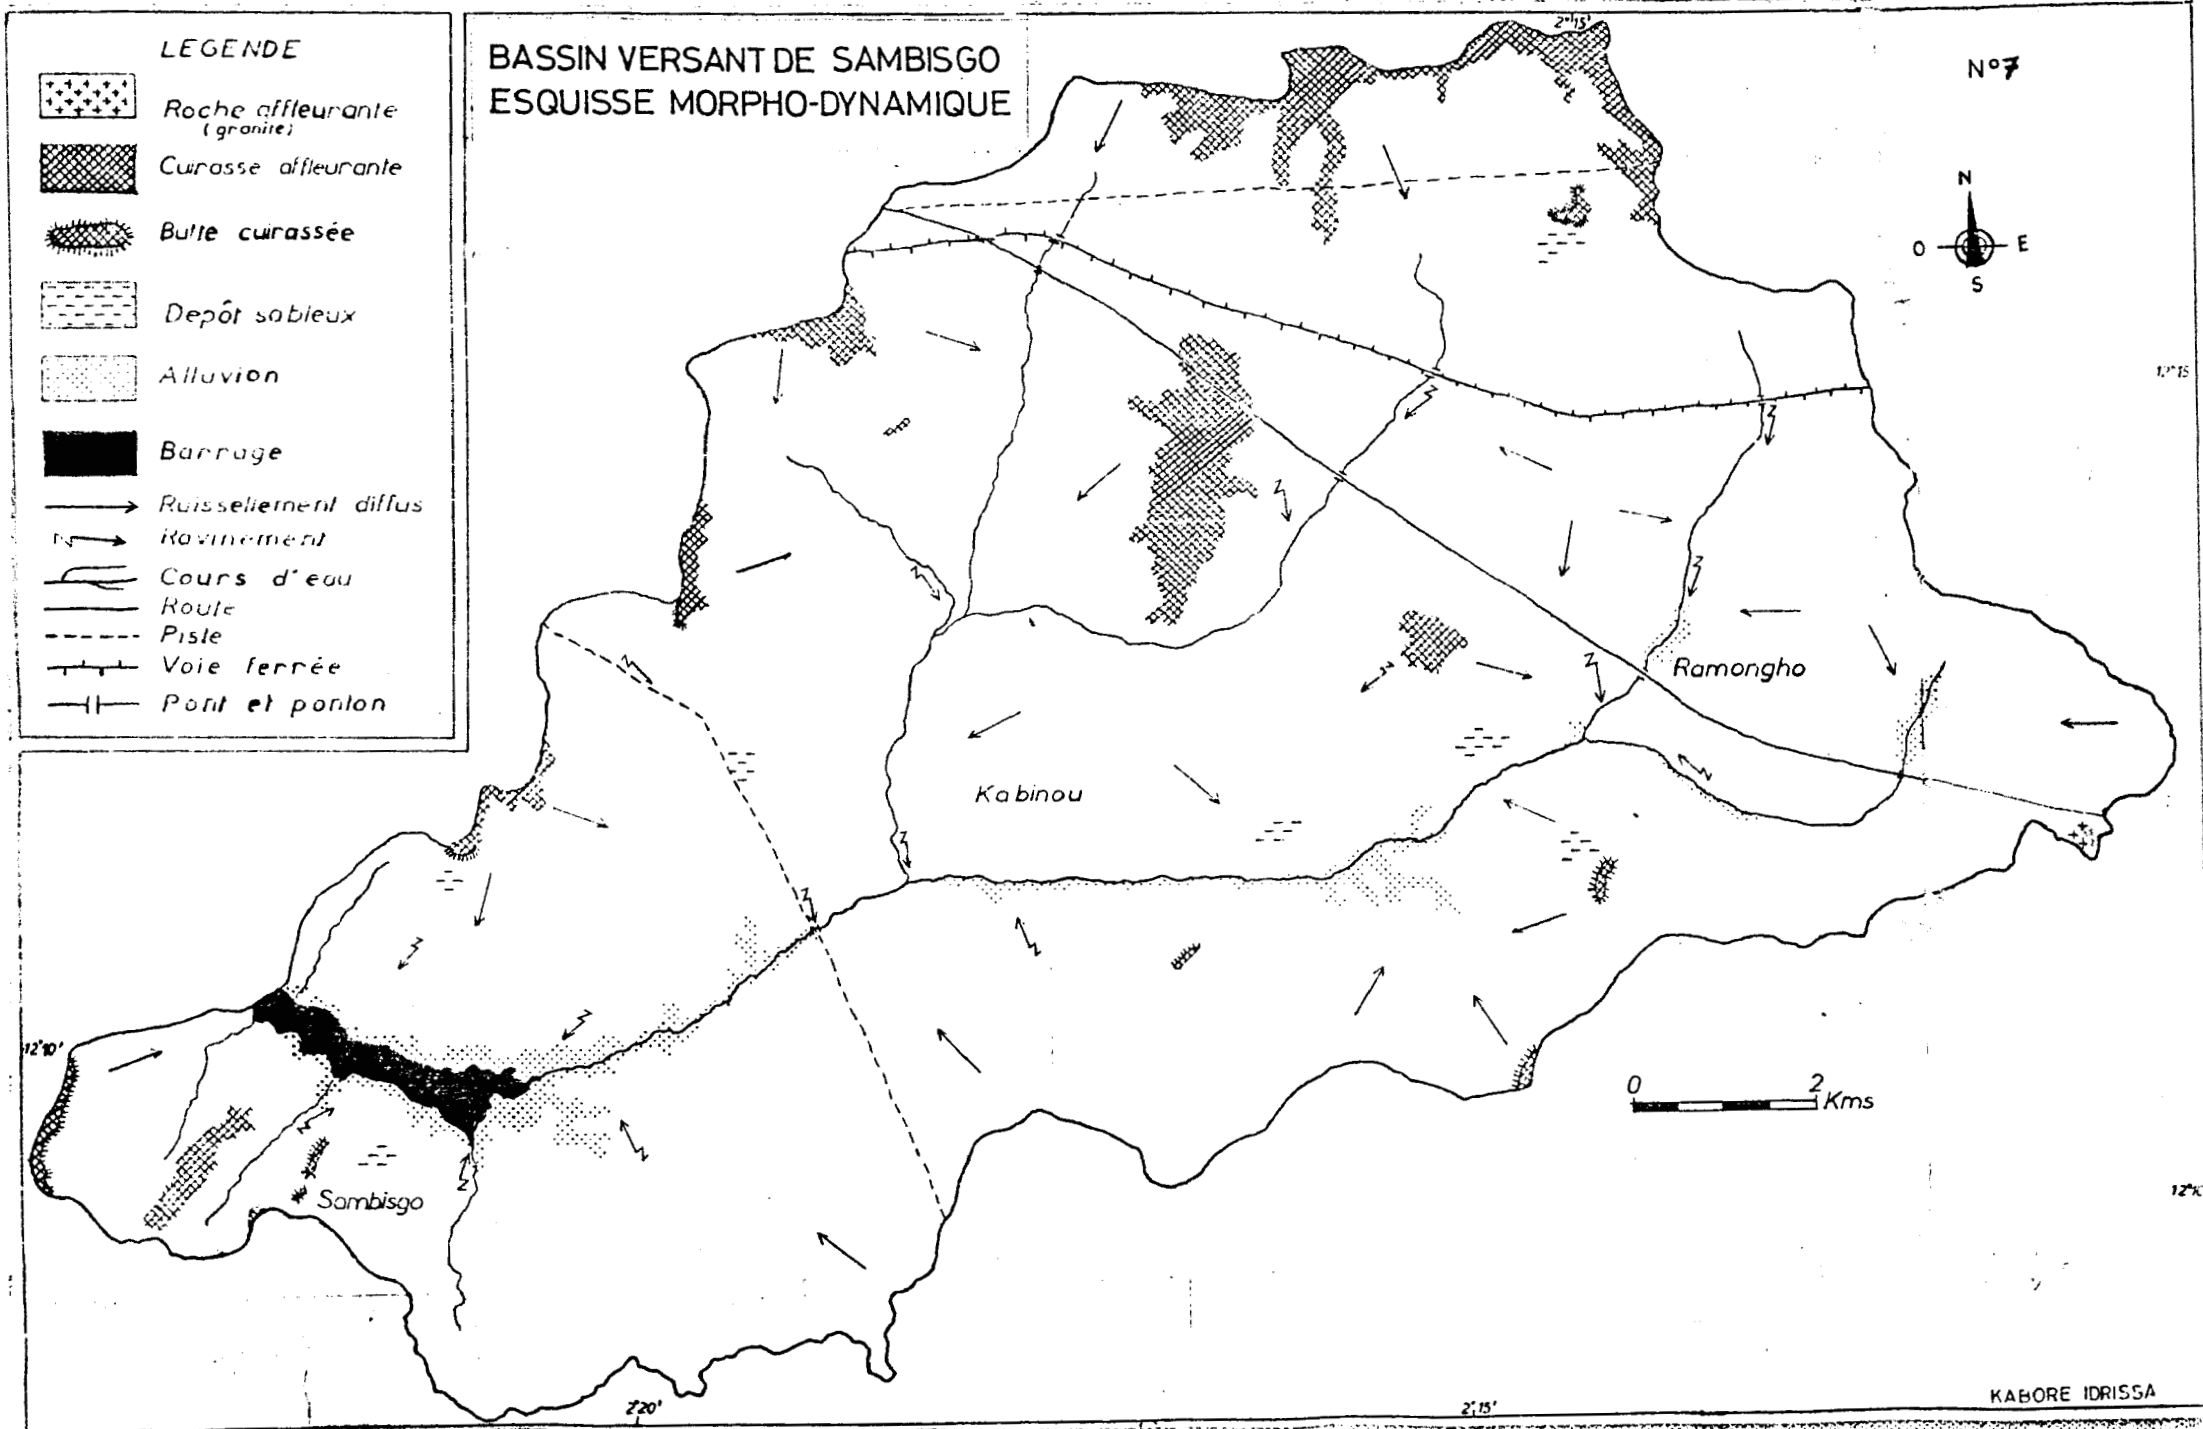 LEGENDE
Roche affleurante
(granite)
Cuirasse affleurante
Butte cuirassée
Depôt sableux
Alluvion
Barrage
Ruissellement diffus
Ravinement
Cours d'eau
Route
Piste
Voie ferrée
Pont et ponton
BASSIN VERSANT DE SAMBISGO
ESQUISSE MORPHO-DYNAMIQUE
2°15'
N°7
N
O E
S
12°15
Ramongho
Kabinou
12°10'
0 2
Kms
Sambisgo
12°10
2°20'
2°15'
KABORE IDRISSA